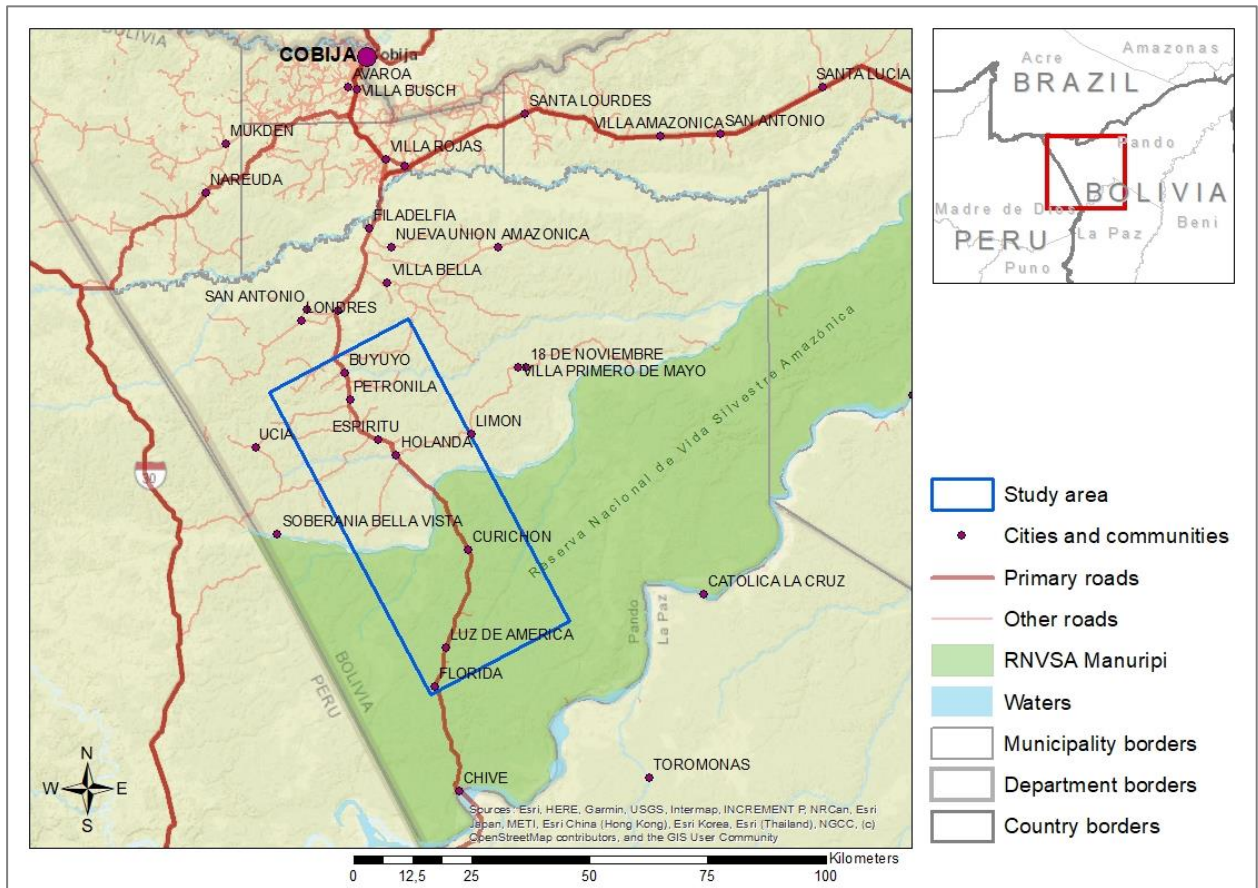 BOLIVIA
COBIJA
Cobija
AVAROA
VILLA BUSCH
SANTA LUCIA
SANTA LOURDES
VILLA AMAZONICA
SAN ANTONIO
MUKDEN
VILLA ROJAS
NAREUDA
FILADELFIA
NUEVA UNION AMAZONICA
VILLA BELLA
SAN ANTONIO
LONDRES
BUYUYO
18 DE NOVIEMBRE
VILLA PRIMERO DE MAYO
PETRONILA
ESPIRITU
LIMON
UCIA
HOLANDA
30
Reserva Nacional de Vida Silvestre Amazónica
SOBERANIA BELLA VISTA
CURICHON
CATOLICA LA CRUZ
Pando
La Paz
LUZ DE AMERICA
BOLIVIA
PERU
FLORIDA
TOROMONAS
CHIVE
N
W E
S
Sources: Esri, HERE, Garmin, USGS, Intermap, INCREMENT P, NRCan, Esri
Japan, METI, Esri China (Hong Kong), Esri Korea, Esri (Thailand), NGCC, (c)
OpenStreetMap contributors, and the GIS User Community
Kilometers
0 12,5 25 50 75 100
Amazonas
Acre
BRAZIL
Pando
BOLIVIA
Madre de Dios
Beni
La Paz
PERU
Puno
Study area
Cities and communities
Primary roads
Other roads
RNVSA Manuripi
Waters
Municipality borders
Department borders
Country borders